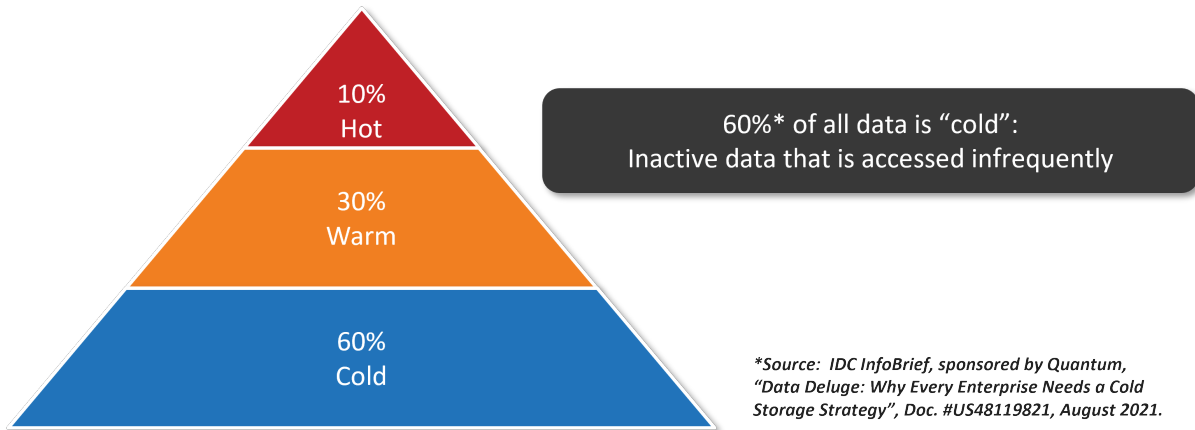 10%
Hot
30%
Warm
60%
Cold
60%* of all data is “cold”:
Inactive data that is accessed infrequently
*Source:  IDC InfoBrief, sponsored by Quantum,
“Data Deluge: Why Every Enterprise Needs a Cold
Storage Strategy”, Doc. #US48119821, August 2021.